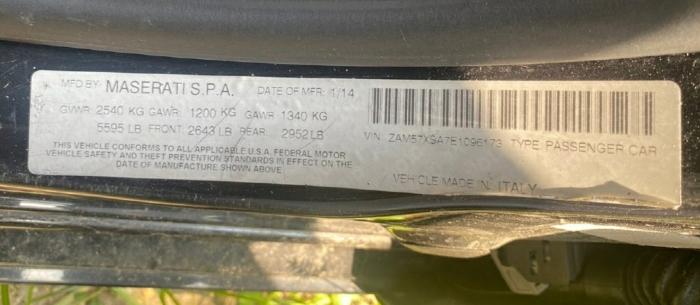 MFD BY MASERATI S.P.A. DATE OF MFR 1/14
GVWR 2540 KG GAWR 1200 KG GAWR 1340 KG
5595 LB FRONT 2643 LB REAR 2952 LB
THIS VEHICLE CONFORMS TO ALL APPLICABLE U.S.A. FEDERAL MOTOR
VEHICLE SAFETY AND THEFT PREVENTION STANDARDS IN EFFECT ON THE
DATE OF MANUFACTURE SHOWN ABOVE
VIN ZAM57XSA7E1096173 TYPE PASSENGER CAR
VEHICLE MADE IN ITALY